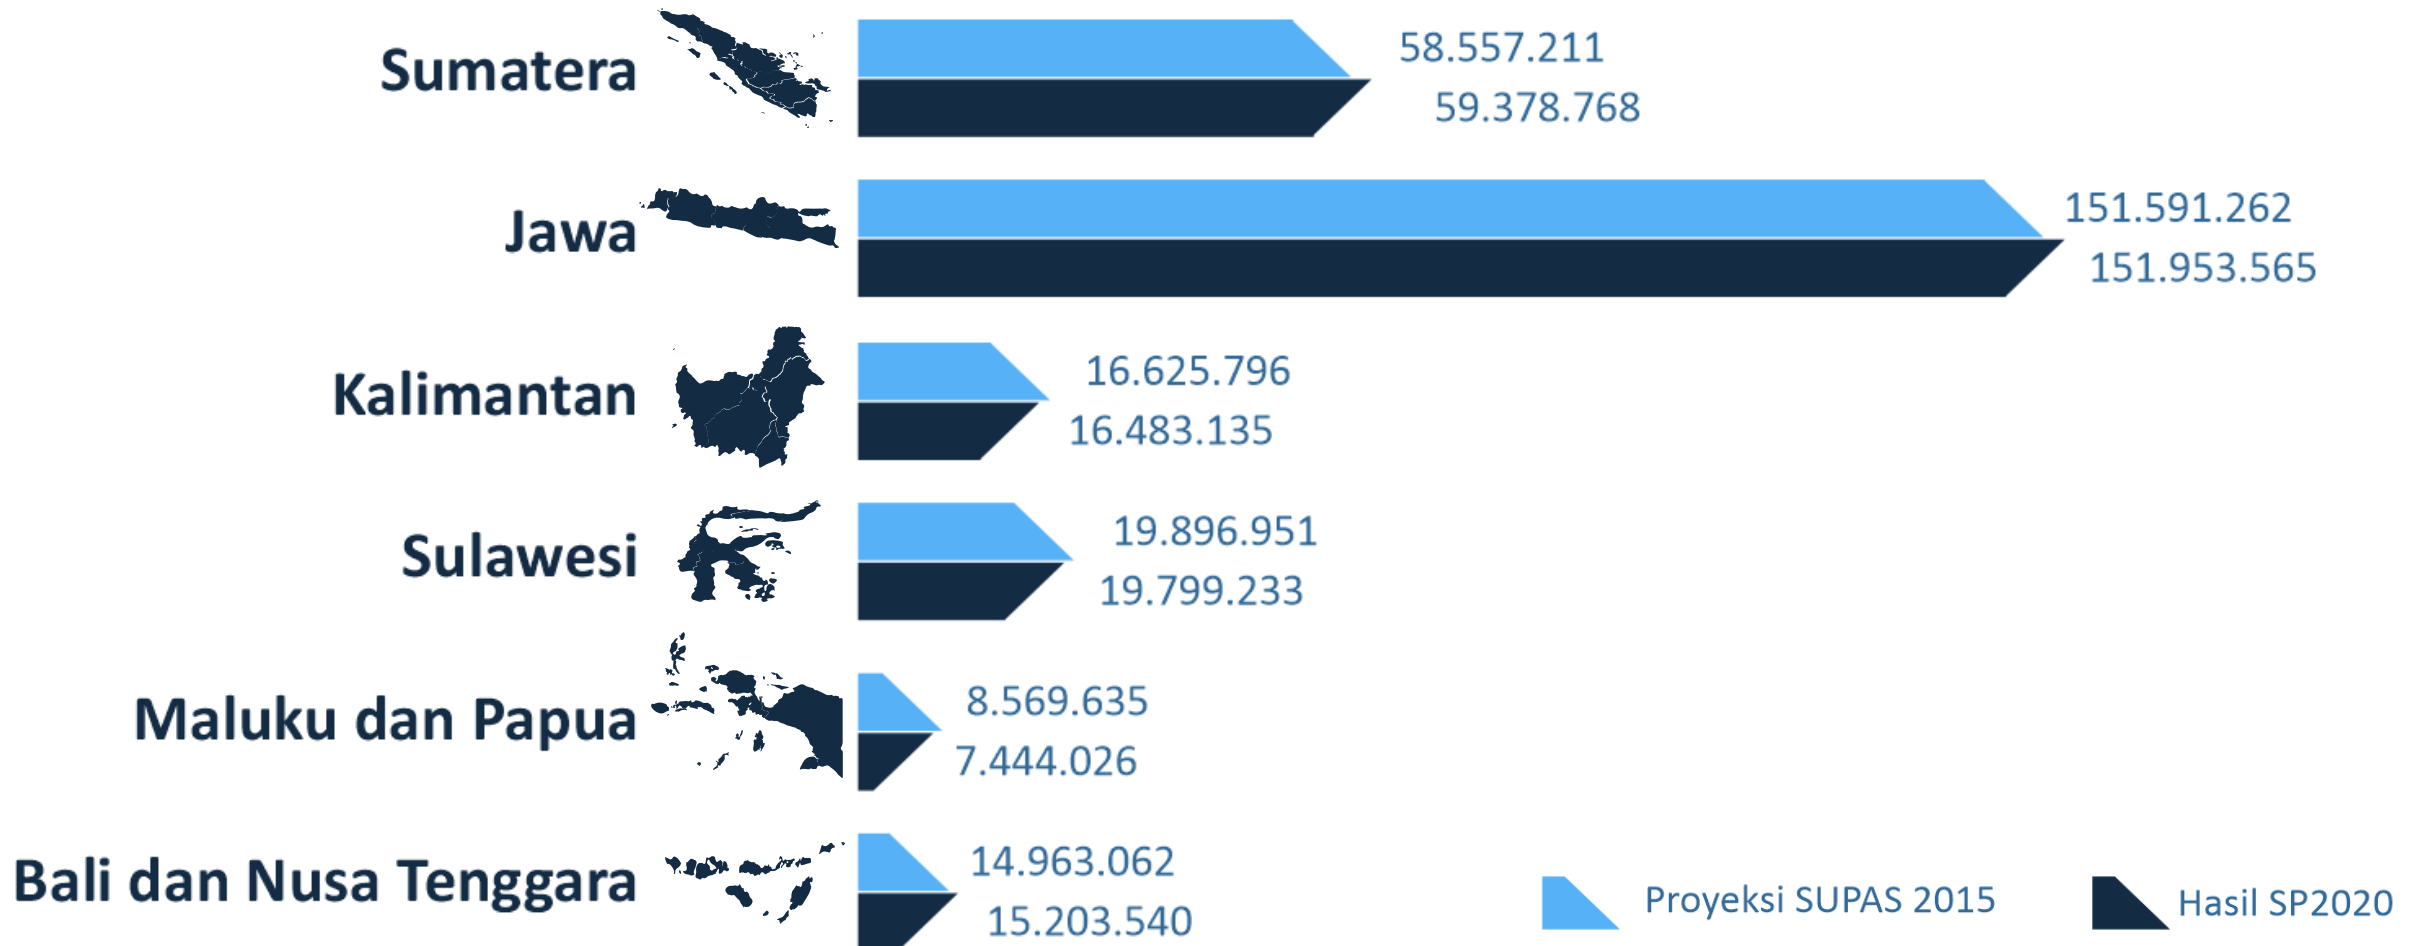 Sumatera
58.557.211
59.378.768
Jawa
151.591.262
151.953.565
Kalimantan
16.625.796
16.483.135
Sulawesi
19.896.951
19.799.233
Maluku dan Papua
8.569.635
7.444.026
Bali dan Nusa Tenggara
14.963.062
15.203.540
Proyeksi SUPAS 2015
Hasil SP2020